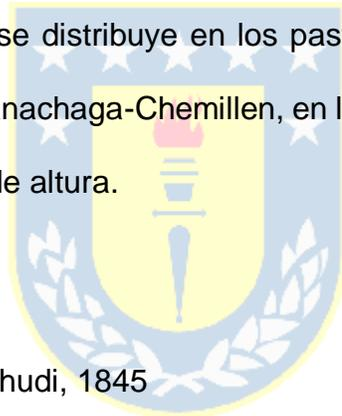 se distribuye en los pas
nachaga-Chemillen, en l
le altura.
hudi, 1845